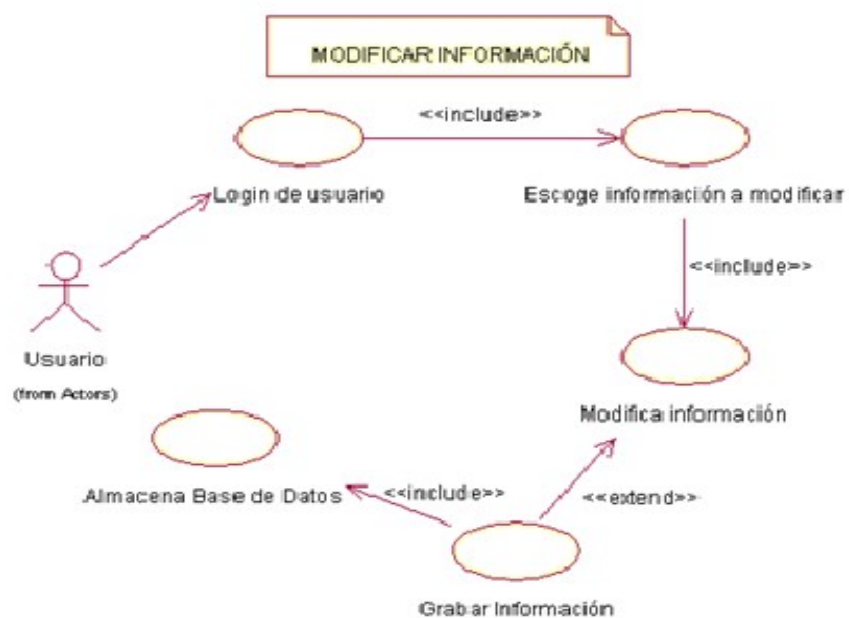 MODIFICAR INFORMACIÓN
<<include>>
Login de usuario
Escoge información a modificar
<<include>>
Usuario
(from Actors)
Modifica información
Almacena Base de Datos
<<include>>
<<extend>>
Grabar Información